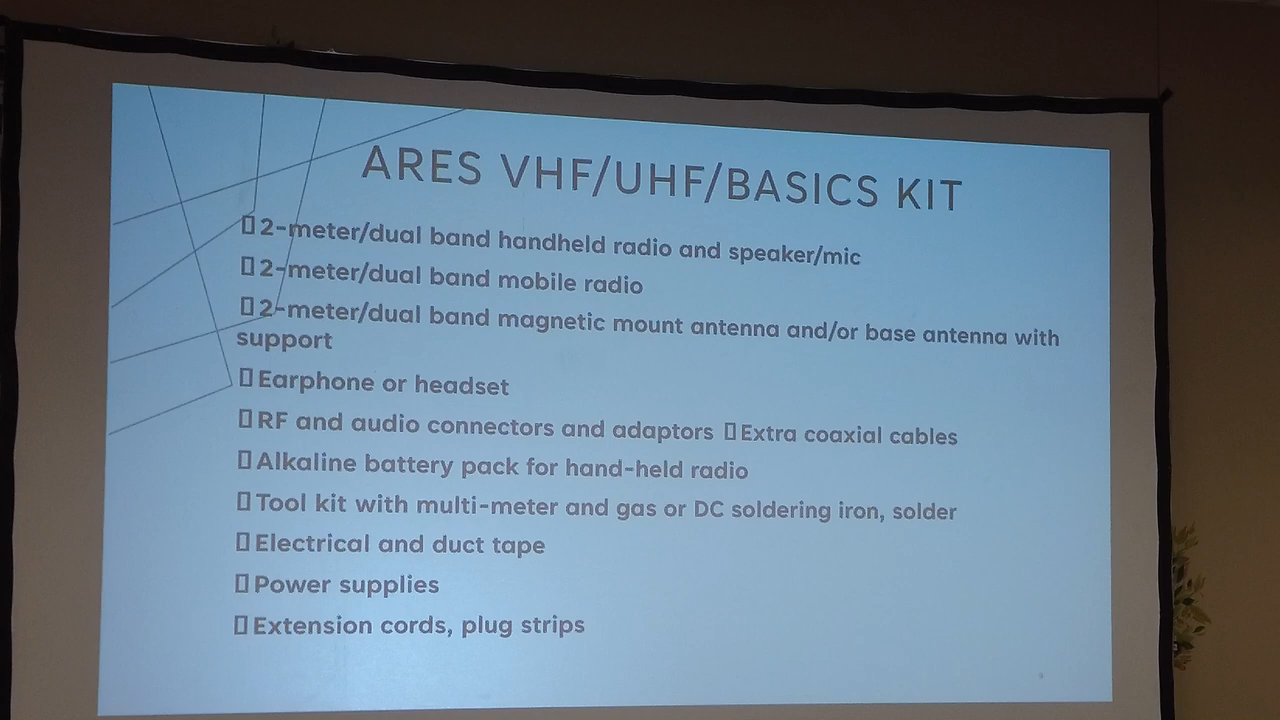 ARES VHF/UHF/BASICS KIT
▯2-meter/dual band handheld radio and speaker/mic
▯2-meter/dual band mobile radio
▯2-meter/dual band magnetic mount antenna and/or base antenna with
support
▯Earphone or headset
▯RF and audio connectors and adaptors ▯Extra coaxial cables
▯Alkaline battery pack for hand-held radio
▯Tool kit with multi-meter and gas or DC soldering iron, solder
▯Electrical and duct tape
▯Power supplies
▯Extension cords, plug strips